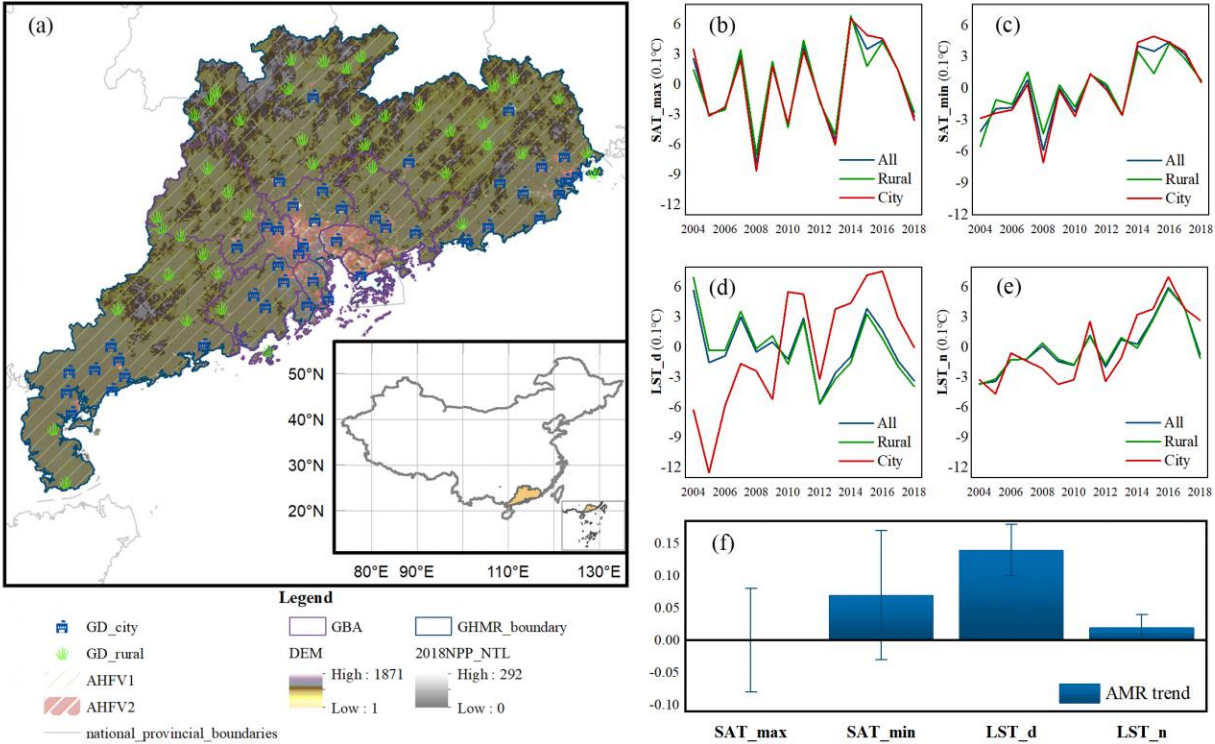 (a)
50°N
40°N
30°N
20°N
80°E 90°E 110°E 130°E
Legend
GD_city
GD_rural
AHFV1
AHFV2
national_provincial_boundaries
GBA
DEM
High : 1871
Low : 1
GHMR_boundary
2018NPP_NTL
High : 292
Low : 0
(b)
SAT_max (0.1°C)
6
3
0
-3
-6
-9
-12
All
Rural
City
2004 2006 2008 2010 2012 2014 2016 2018
(c)
SAT_min (0.1°C)
6
3
0
-3
-6
-9
-12
All
Rural
City
2004 2006 2008 2010 2012 2014 2016 2018
(d)
LST_d (0.1°C)
6
3
0
-3
-6
-9
-12
All
Rural
City
2004 2006 2008 2010 2012 2014 2016 2018
(e)
LST_n (0.1°C)
6
3
0
-3
-6
-9
-12
All
Rural
City
2004 2006 2008 2010 2012 2014 2016 2018
(f)
0.15
0.10
0.05
0.00
-0.05
-0.10
AMR trend
SAT_max SAT_min LST_d LST_n